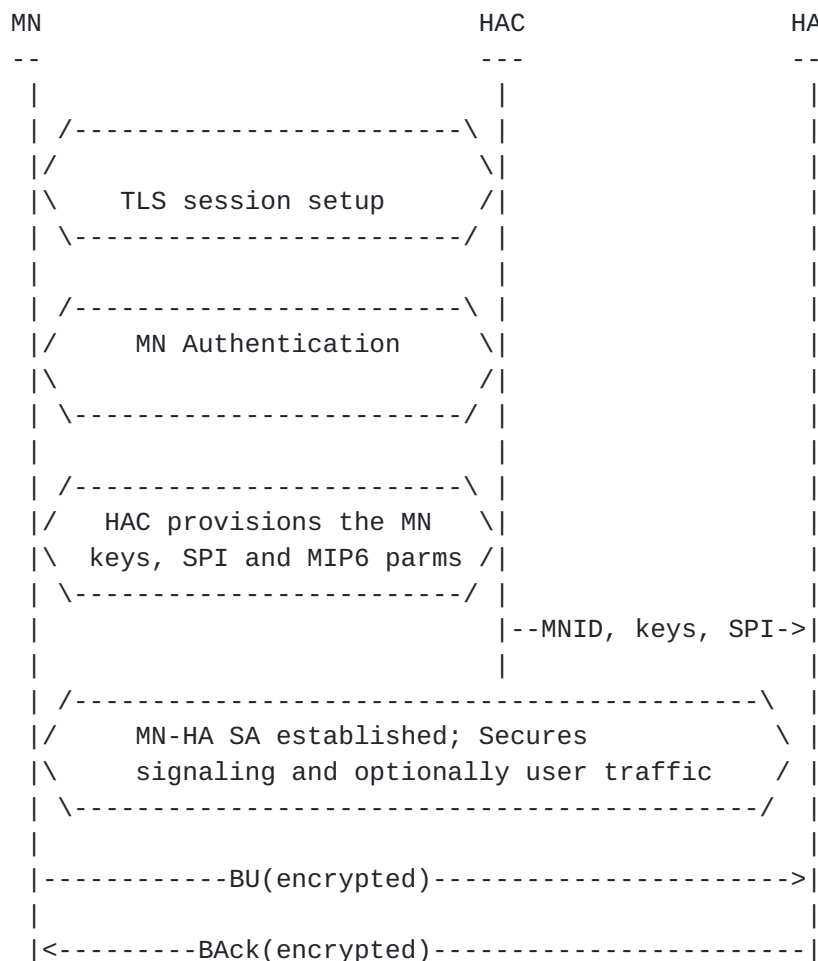 MN                            HAC                 HA
--                            ---                 --
 |                             |                   |
 | /-------------------------\ |                   |
 |/                           \|                   |
 |\    TLS session setup      /|                   |
 | \-------------------------/ |                   |
 |                             |                   |
 | /-------------------------\ |                   |
 |/     MN Authentication     \|                   |
 |\                           /|                   |
 | \-------------------------/ |                   |
 |                             |                   |
 | /-------------------------\ |                   |
 |/   HAC provisions the MN   \|                   |
 |\  keys, SPI and MIP6 parms /|                   |
 | \-------------------------/ |                   |
 |                             |--MNID, keys, SPI->|
 |                             |                   |
 | /--------------------------------------------\  |
 |/     MN-HA SA established; Secures            \ |
 |\     signaling and optionally user traffic    / |
 | \--------------------------------------------/  |
 |                                                 |
 |------------BU(encrypted)----------------------->|
 |                                                 |
 |<---------BAck(encrypted)------------------------|